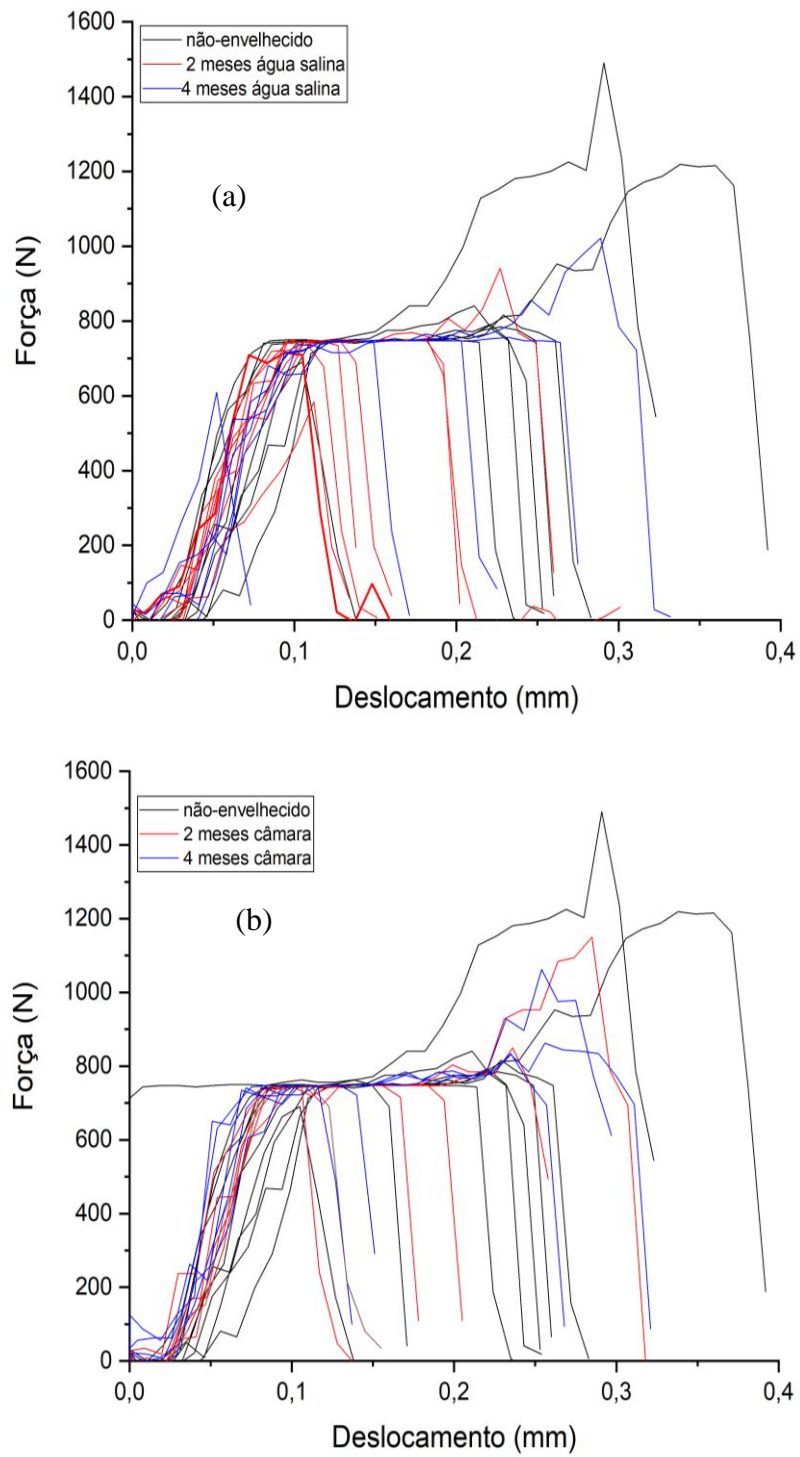 1600
1400
1200
1000
800
600
400
200
0
Força (N)
não-envelhecido
2 meses água salina
4 meses água salina
(a)
0,0
0,1
0,2
0,3
0,4
Deslocamento (mm)
1600
1400
1200
1000
800
600
400
200
0
Força (N)
não-envelhecido
2 meses câmara
4 meses câmara
(b)
0,0
0,1
0,2
0,3
0,4
Deslocamento (mm)